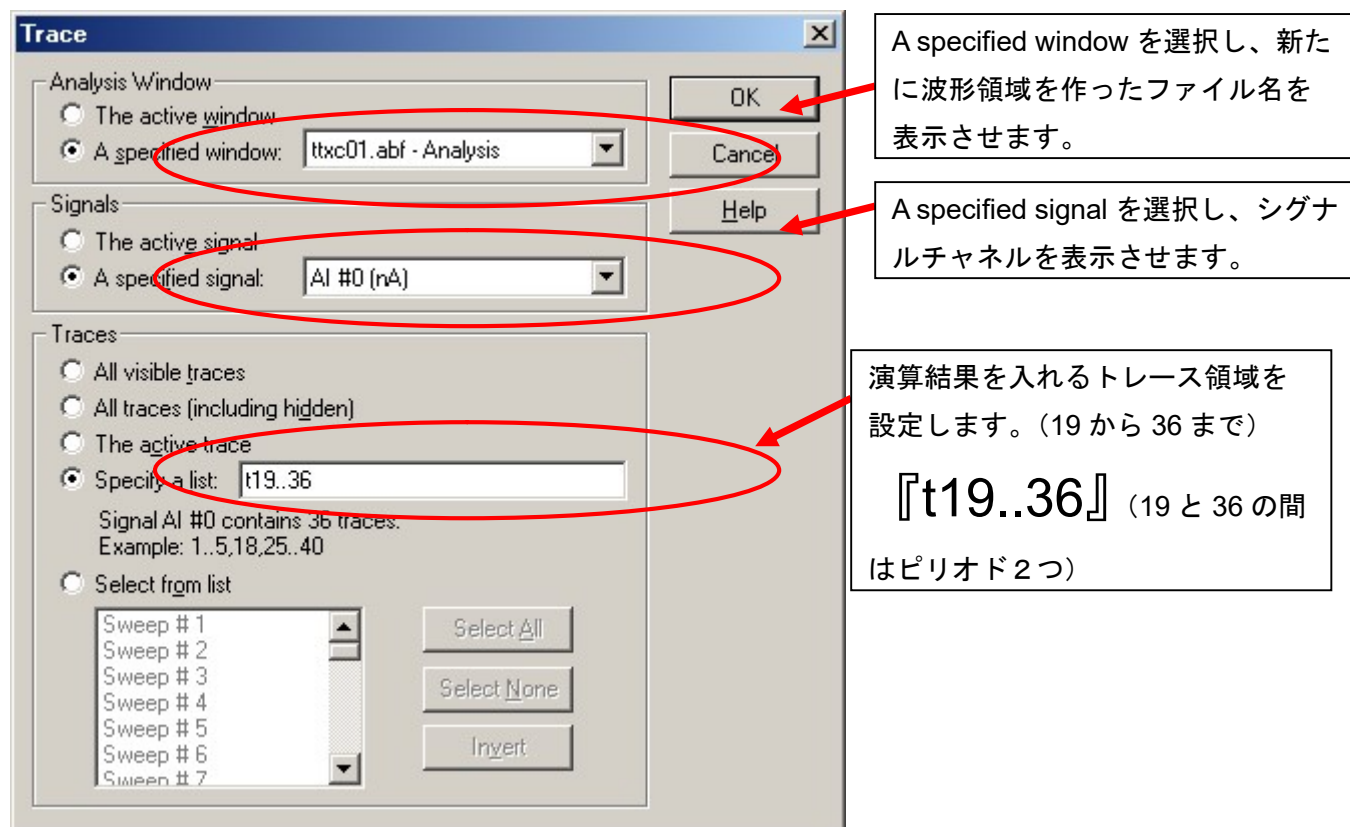 Trace
Analysis Window
The active window
A specified window: ttxc01.abf - Analysis
Signals
The active signal
A specified signal: AI #0 (nA)
Traces
All visible traces
All traces (including hidden)
The active trace
Specify a list: t19..36
Signal AI #0 contains 36 traces.
Example: 1..5,18,25..40
Select from list
Sweep # 1
Sweep # 2
Sweep # 3
Sweep # 4
Sweep # 5
Sweep # 6
Sweep # 7
Select All
Select None
Invert
OK
Cancel
Help
A specified window を選択し、新た
に波形領域を作ったファイル名を
表示させます。
A specified signal を選択し、シグナ
ルチャネルを表示させます。
演算結果を入れるトレース領域を
設定します。（19 から 36 まで）
『t19..36』（19 と 36 の間
はピリオド２つ）